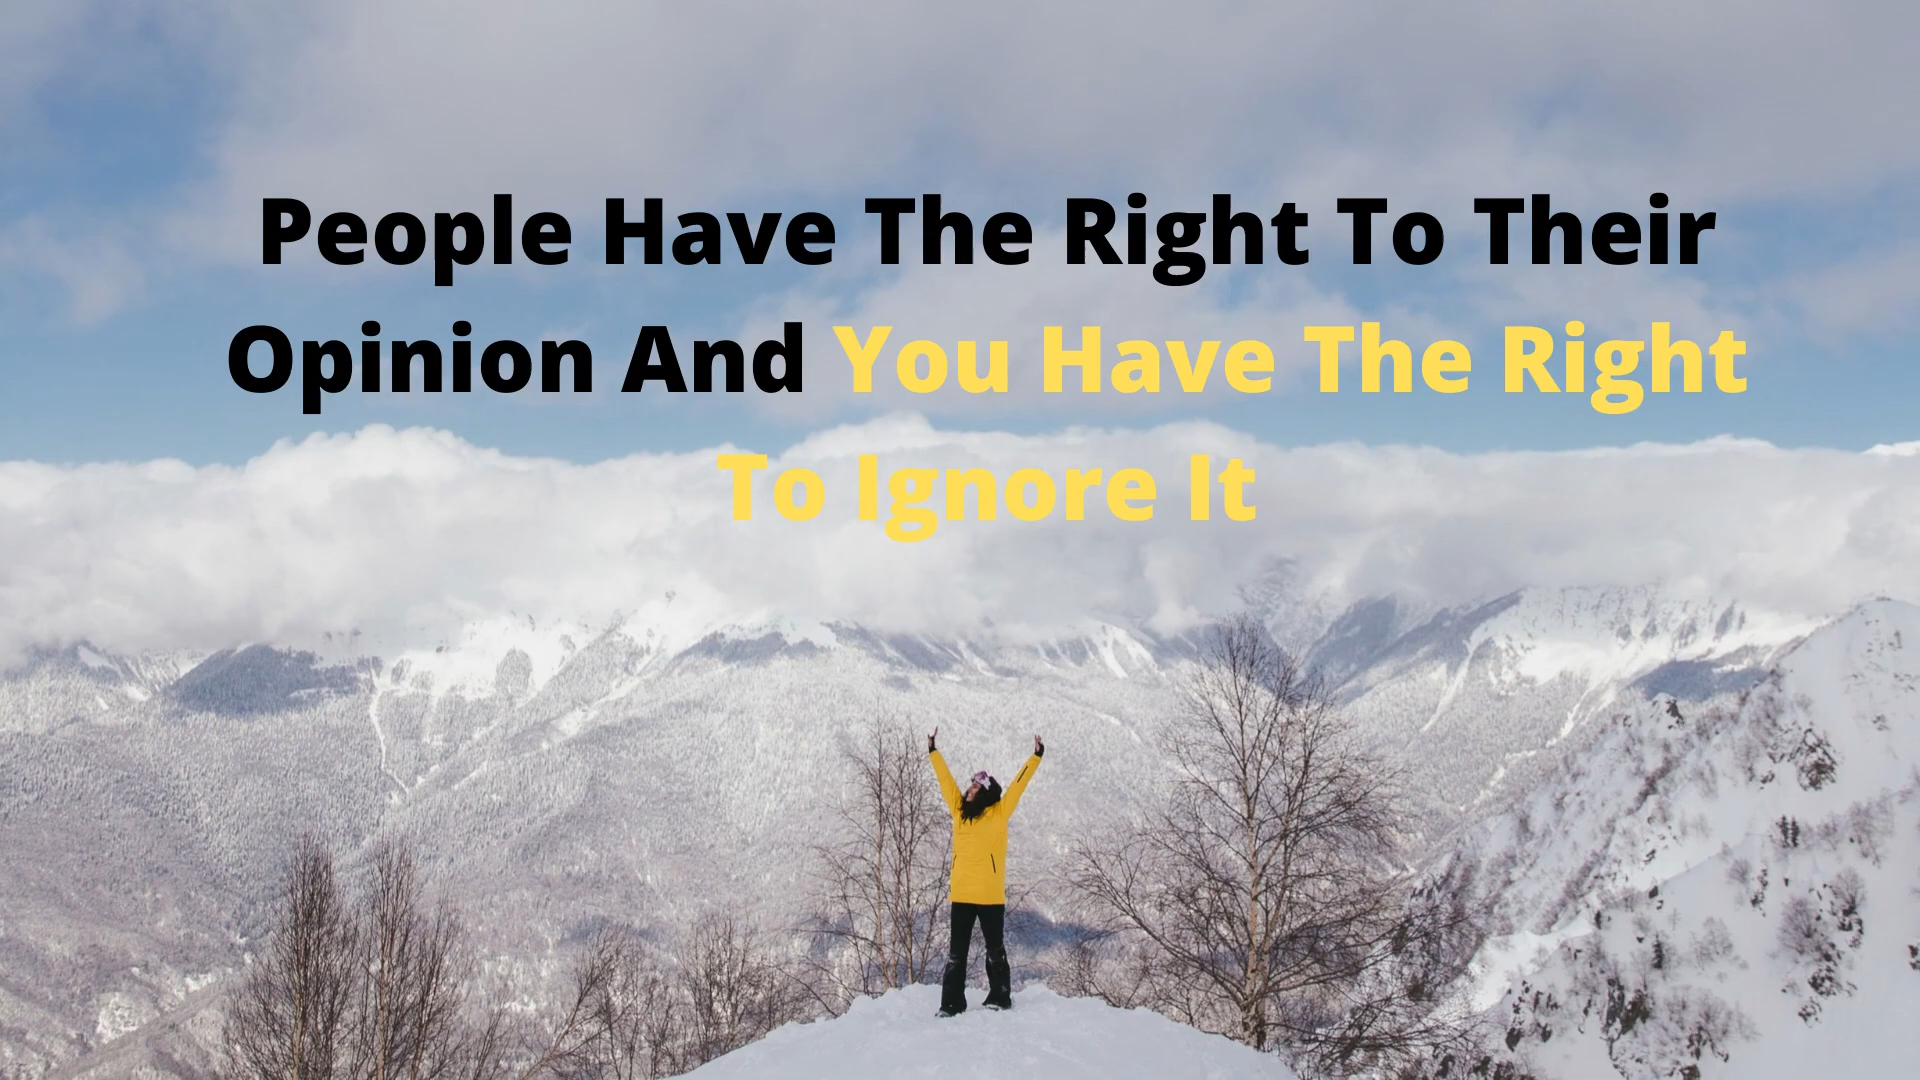 People Have The Right To Their
Opinion And You Have The Right
To Ignore It